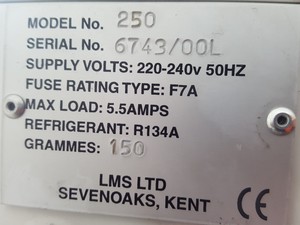 MODEL No. 250
SERIAL No. 6743/00L
SUPPLY VOLTS: 220-240v 50HZ
FUSE RATING TYPE: F7A
MAX LOAD: 5.5AMPS
REFRIGERANT: R134A
GRAMMES: 150
LMS LTD
SEVENOAKS, KENT CE